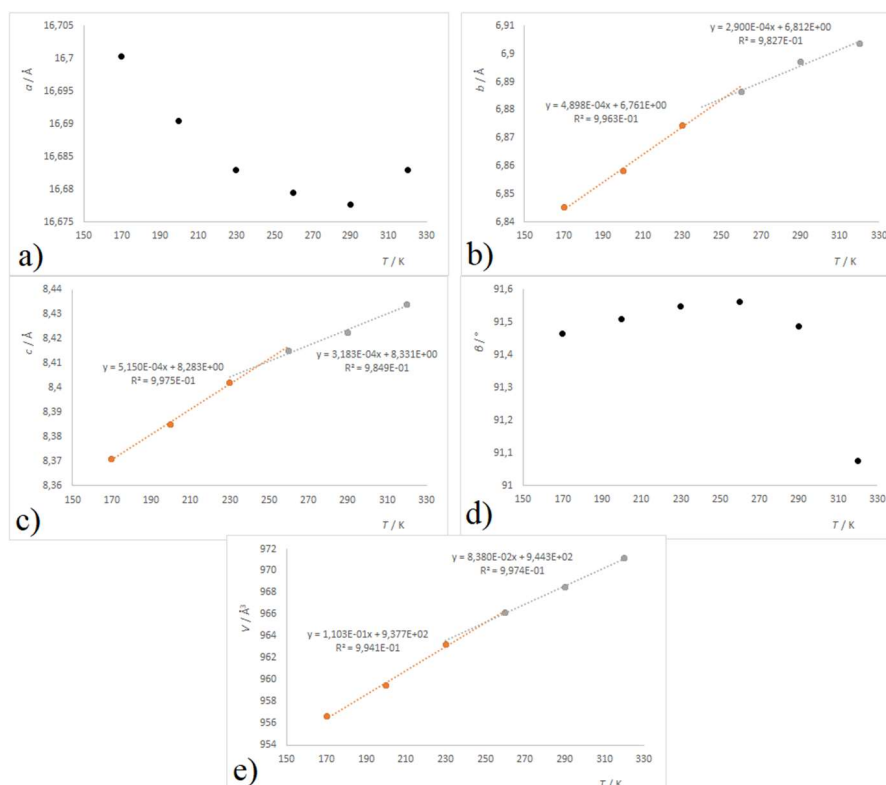 16,705
16,7
16,695
16,69
16,685
16,68
16,675
a / Å
150 170 190 210 230 250 270 290 310 330
T / K
a)
6,91
6,9
6,89
6,88
6,87
6,86
6,85
6,84
b / Å
y = 2,900E-04x + 6,812E+00
R² = 9,827E-01
y = 4,898E-04x + 6,761E+00
R² = 9,963E-01
150 170 190 210 230 250 270 290 310 330
T / K
b)
8,44
8,43
8,42
8,41
8,4
8,39
8,38
8,37
8,36
c / Å
y = 5,150E-04x + 8,283E+00
R² = 9,975E-01
y = 3,183E-04x + 8,331E+00
R² = 9,849E-01
150 170 190 210 230 250 270 290 310 330
T / K
c)
91,6
91,5
91,4
91,3
91,2
91,1
91
β / °
150 170 190 210 230 250 270 290 310 330
T / K
d)
972
970
968
966
964
962
960
958
956
954
V / Å³
y = 8,380E-02x + 9,443E+02
R² = 9,974E-01
y = 1,103E-01x + 9,377E+02
R² = 9,941E-01
150 170 190 210 230 250 270 290 310 330
T / K
e)